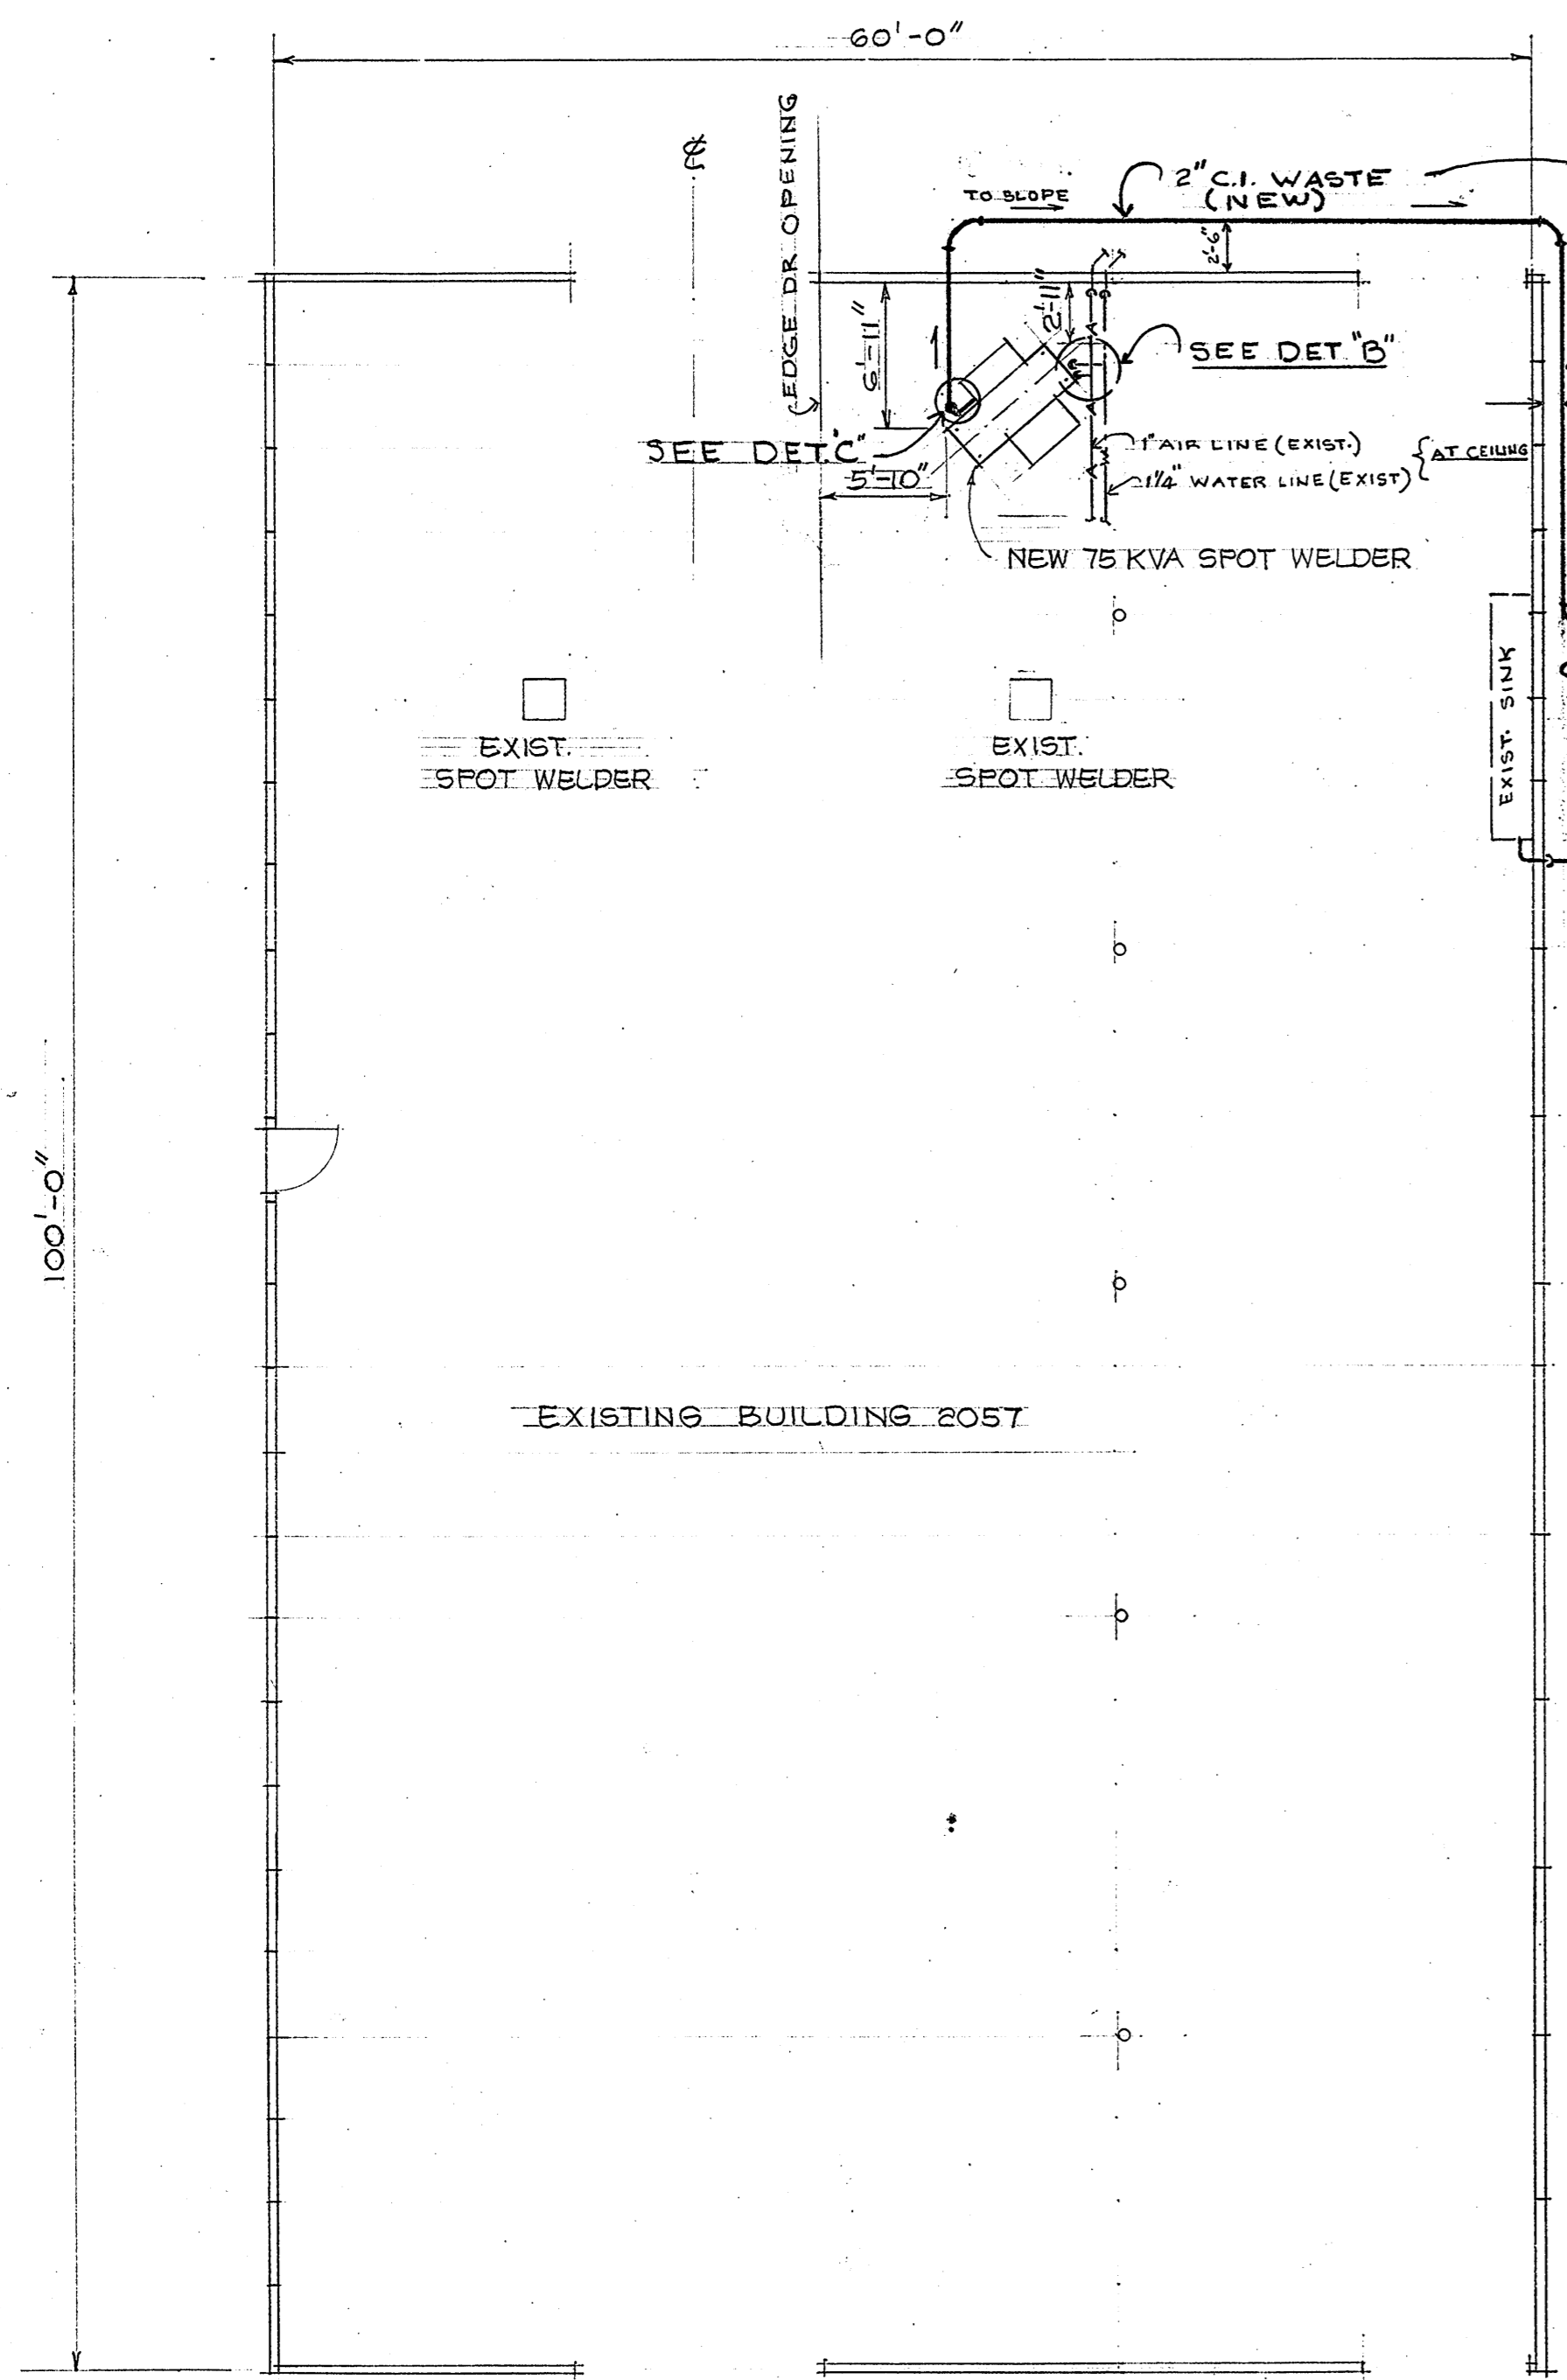 60'-0"
EDGE DR OPENING
TO SLOPE
2" C.I. WASTE
(NEW)
2'-6"
6'-11"
2'-11"
SEE DET "B"
SEE DET."C"
1" AIR LINE (EXIST.)
AT CEILING
5'-10"
1 1/4" WATER LINE (EXIST)
NEW 75 KVA SPOT WELDER
EXIST. SINK
EXIST.
SPOT WELDER
EXIST.
SPOT WELDER
100'-0"
EXISTING BUILDING 2057